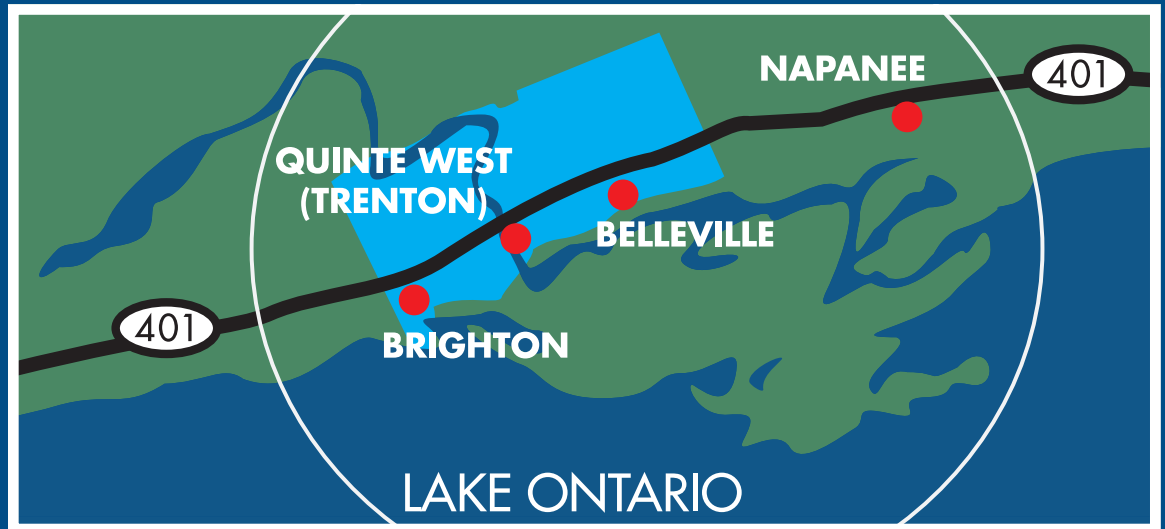 NAPANEE
401
QUINTE WEST
(TRENTON)
BELLEVILLE
401
BRIGHTON
LAKE ONTARIO